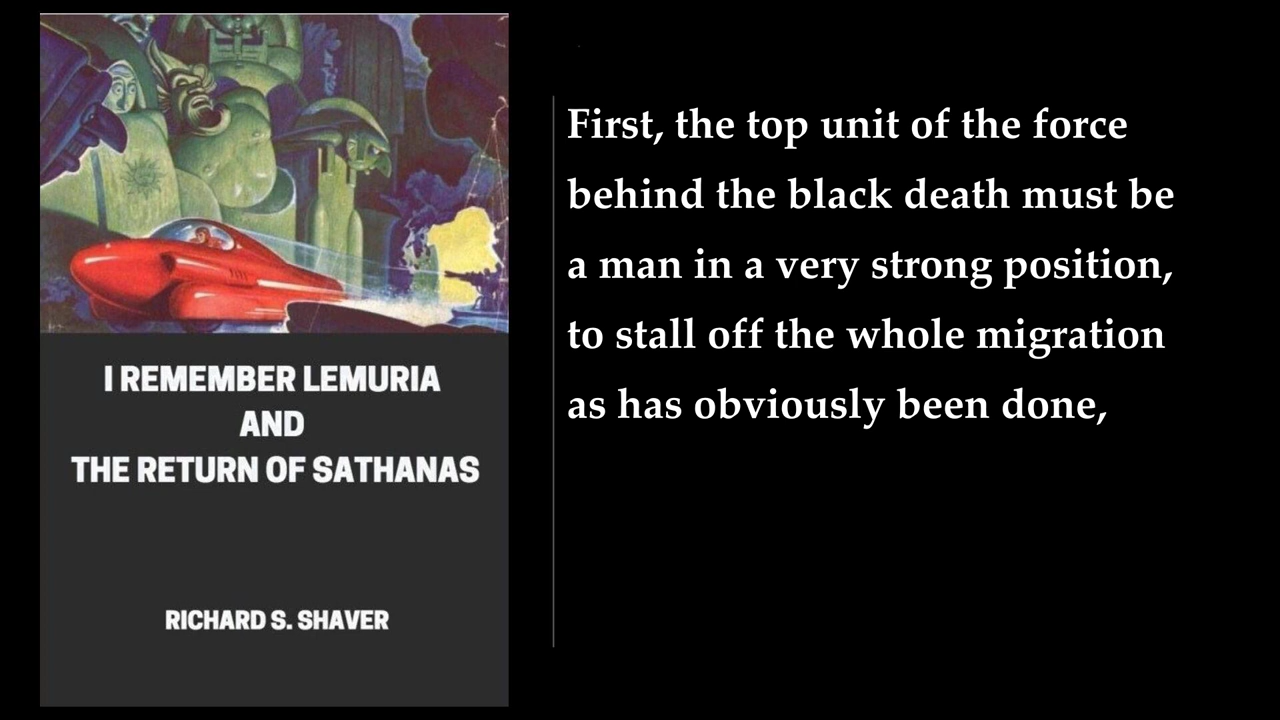 I REMEMBER LEMURIA
AND
THE RETURN OF SATHANAS
RICHARD S. SHAVER
First, the top unit of the force
behind the black death must be
a man in a very strong position,
to stall off the whole migration
as has obviously been done,